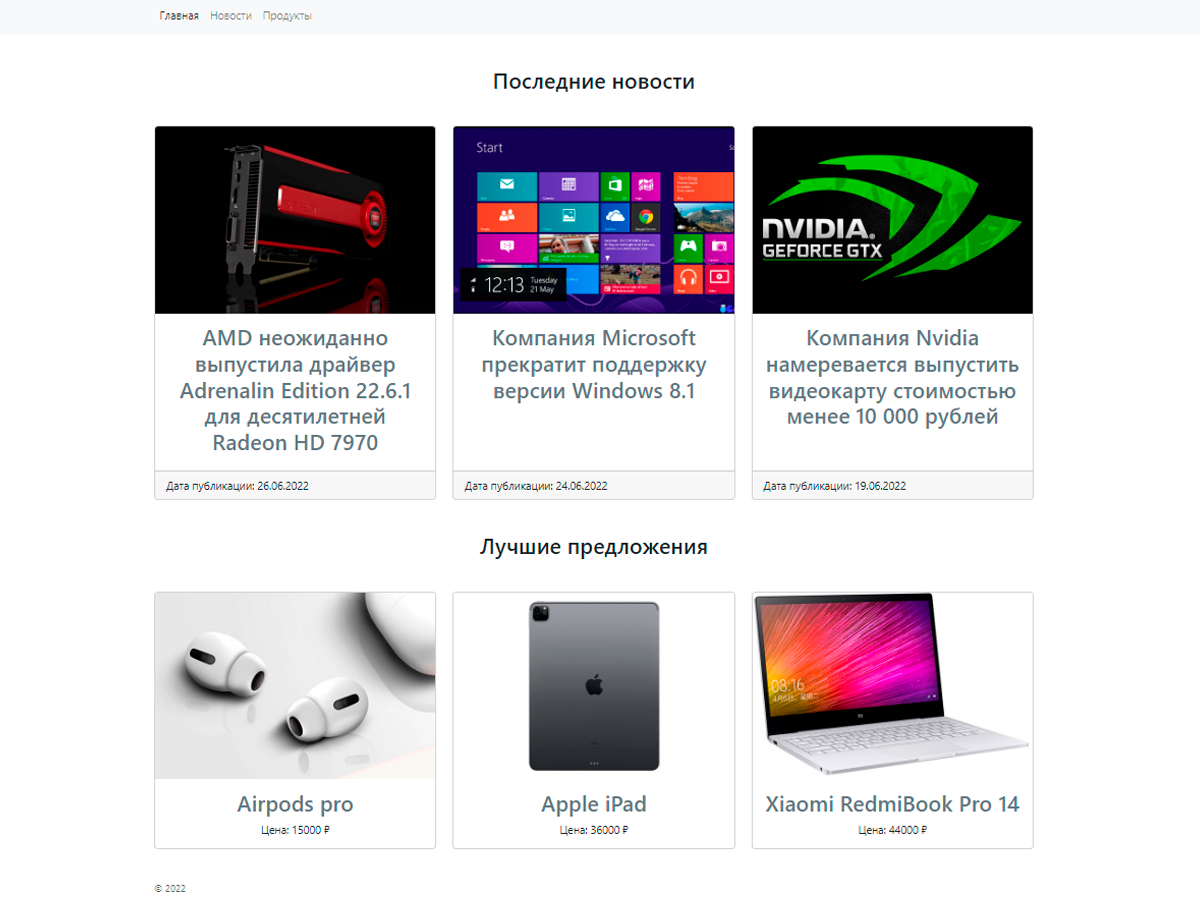 Главная Новости Продукты
Последние новости
Start
12:13 Tuesday
21 May
NVIDIA.
GEFORCE GTX
AMD неожиданно
выпустила драйвер
Adrenalin Edition 22.6.1
для десятилетней
Radeon HD 7970
Компания Microsoft
прекратит поддержку
версии Windows 8.1
Компания Nvidia
намеревается выпустить
видеокарту стоимостью
менее 10 000 рублей
Дата публикации: 26.06.2022
Дата публикации: 24.06.2022
Дата публикации: 19.06.2022
Лучшие предложения
08:16
Airpods pro
Цена: 15000 ₽
Apple iPad
Цена: 36000 ₽
Xiaomi RedmiBook Pro 14
Цена: 44000 ₽
© 2022